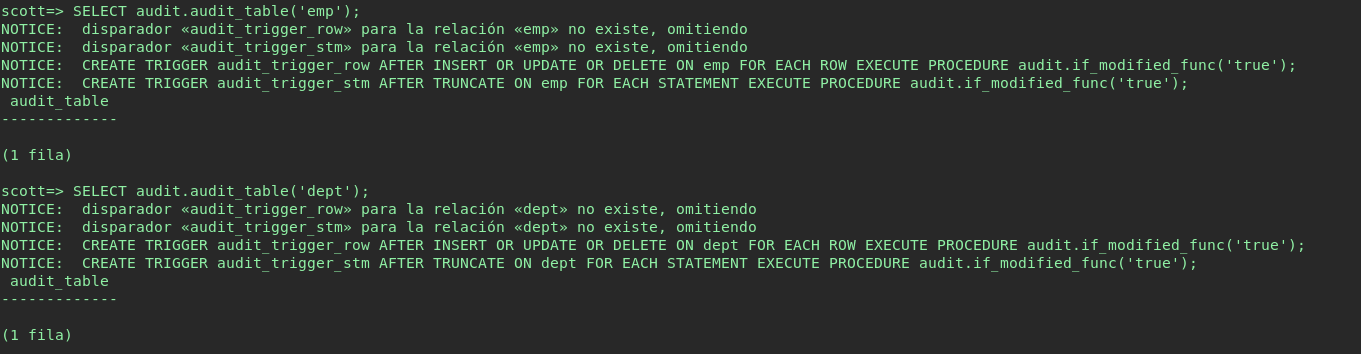 scott=> SELECT audit.audit_table('emp');
NOTICE:  disparador «audit_trigger_row» para la relación «emp» no existe, omitiendo
NOTICE:  disparador «audit_trigger_stm» para la relación «emp» no existe, omitiendo
NOTICE:  CREATE TRIGGER audit_trigger_row AFTER INSERT OR UPDATE OR DELETE ON emp FOR EACH ROW EXECUTE PROCEDURE audit.if_modified_func('true');
NOTICE:  CREATE TRIGGER audit_trigger_stm AFTER TRUNCATE ON emp FOR EACH STATEMENT EXECUTE PROCEDURE audit.if_modified_func('true');
 audit_table
-------------
(1 fila)
scott=> SELECT audit.audit_table('dept');
NOTICE:  disparador «audit_trigger_row» para la relación «dept» no existe, omitiendo
NOTICE:  disparador «audit_trigger_stm» para la relación «dept» no existe, omitiendo
NOTICE:  CREATE TRIGGER audit_trigger_row AFTER INSERT OR UPDATE OR DELETE ON dept FOR EACH ROW EXECUTE PROCEDURE audit.if_modified_func('true');
NOTICE:  CREATE TRIGGER audit_trigger_stm AFTER TRUNCATE ON dept FOR EACH STATEMENT EXECUTE PROCEDURE audit.if_modified_func('true');
 audit_table
-------------
(1 fila)